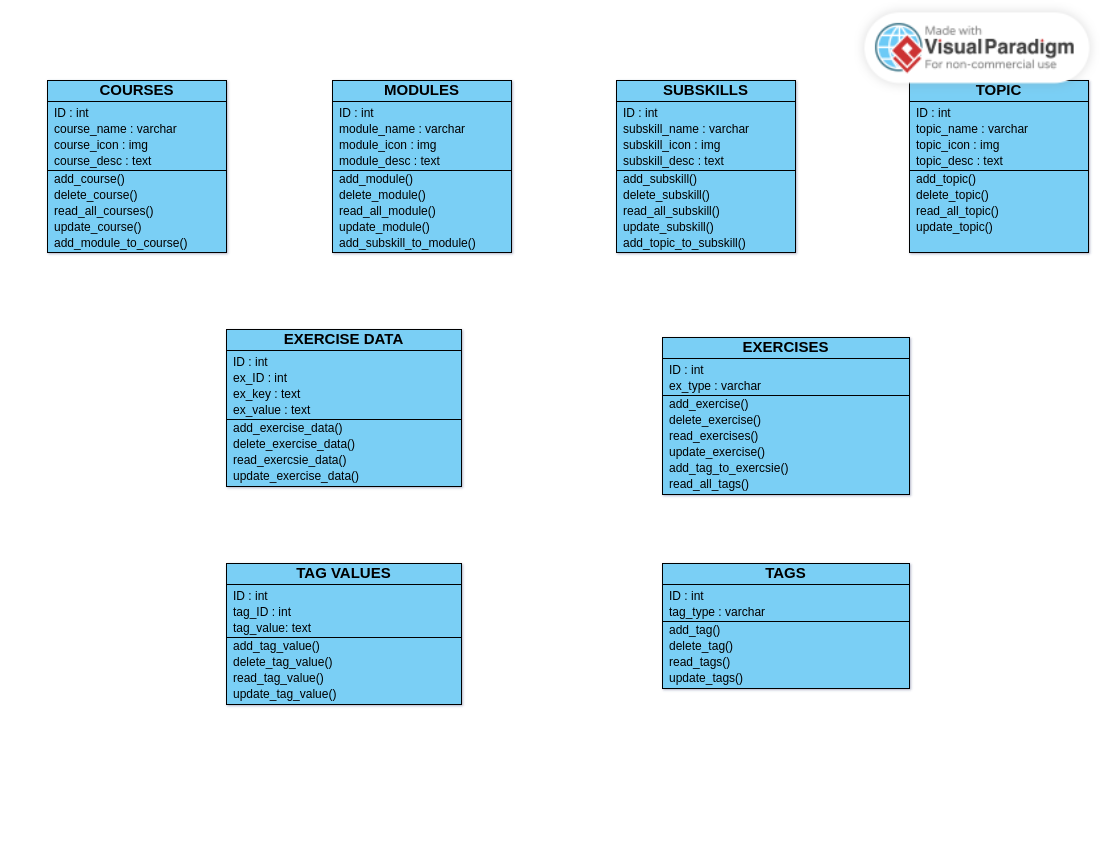 Made with
Visual Paradigm
For non-commercial use
COURSES
ID : int
course_name : varchar
course_icon : img
course_desc : text
add_course()
delete_course()
read_all_courses()
update_course()
add_module_to_course()
MODULES
ID : int
module_name : varchar
module_icon : img
module_desc : text
add_module()
delete_module()
read_all_module()
update_module()
add_subskill_to_module()
SUBSKILLS
ID : int
subskill_name : varchar
subskill_icon : img
subskill_desc : text
add_subskill()
delete_subskill()
read_all_subskill()
update_subskill()
add_topic_to_subskill()
TOPIC
ID : int
topic_name : varchar
topic_icon : img
topic_desc : text
add_topic()
delete_topic()
read_all_topic()
update_topic()
EXERCISE DATA
ID : int
ex_ID : int
ex_key : text
ex_value : text
add_exercise_data()
delete_exercise_data()
read_exercsie_data()
update_exercise_data()
EXERCISES
ID : int
ex_type : varchar
add_exercise()
delete_exercise()
read_exercises()
update_exercise()
add_tag_to_exercsie()
read_all_tags()
TAG VALUES
ID : int
tag_ID : int
tag_value: text
add_tag_value()
delete_tag_value()
read_tag_value()
update_tag_value()
TAGS
ID : int
tag_type : varchar
add_tag()
delete_tag()
read_tags()
update_tags()